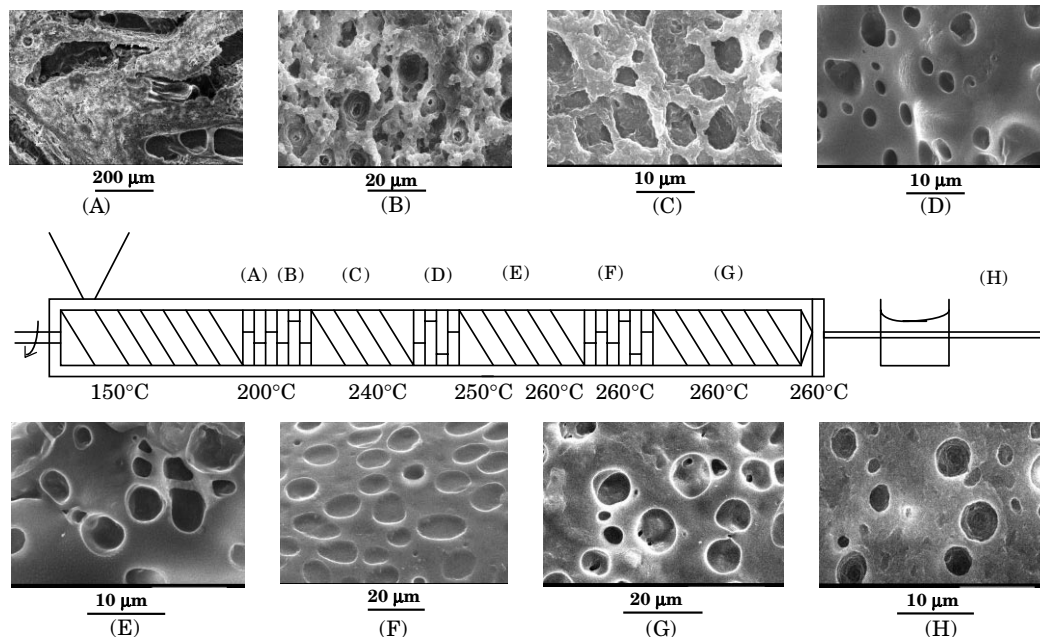 200 μm
20 μm
10 μm
10 μm
(A)
(B)
(C)
(D)
(A) (B) (C) (D) (E) (F) (G) (H)
150°C 200°C 240°C 250°C 260°C 260°C 260°C 260°C
10 μm
20 μm
20 μm
10 μm
(E)
(F)
(G)
(H)